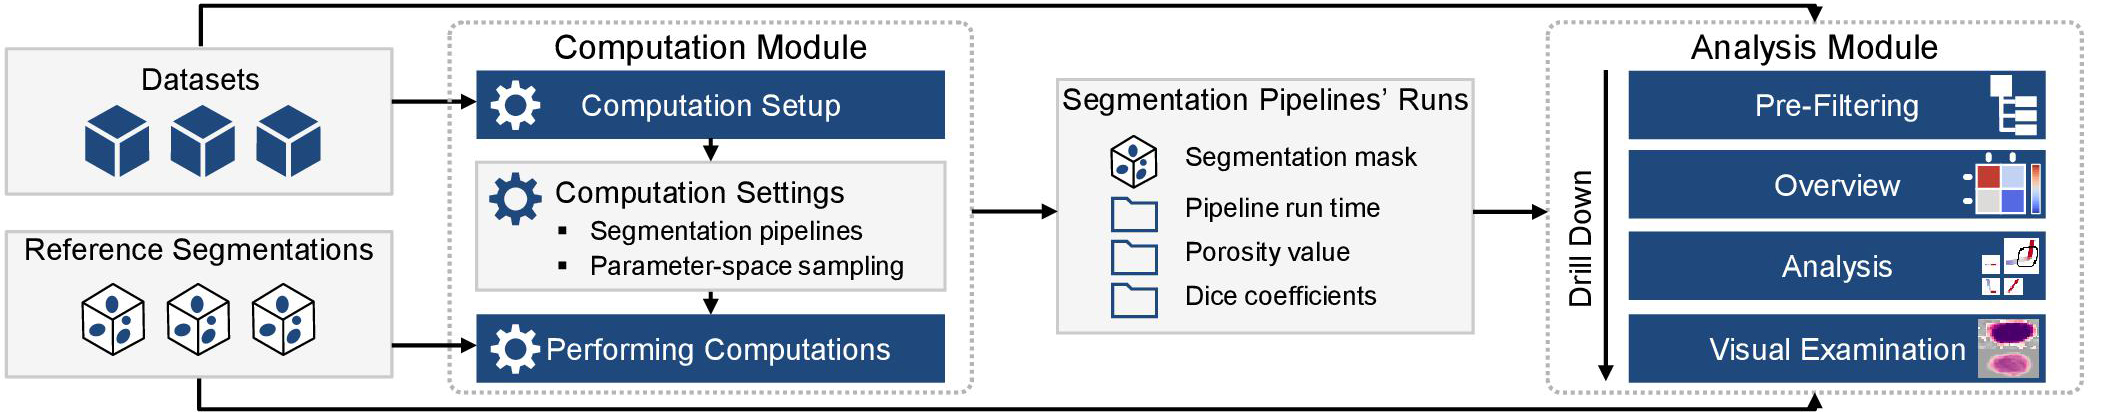 Datasets
Reference Segmentations
Computation Module
Computation Setup
Computation Settings
▪ Segmentation pipelines
▪ Parameter-space sampling
Performing Computations
Segmentation Pipelines’ Runs
Segmentation mask
Pipeline run time
Porosity value
Dice coefficients
Analysis Module
Drill Down
Pre-Filtering
Overview
Analysis
Visual Examination